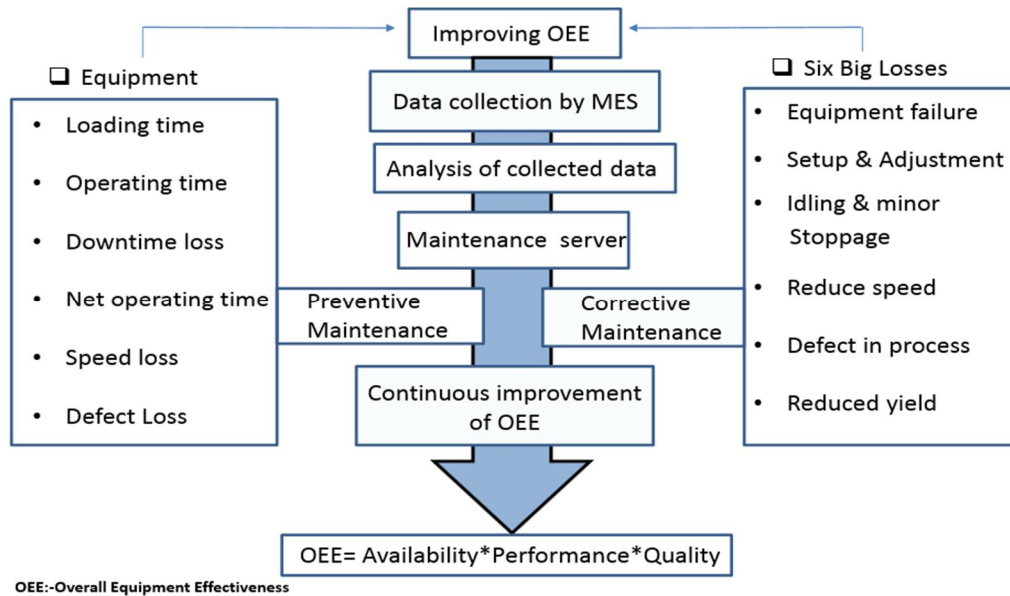 Improving OEE
❑ Equipment
• Loading time
• Operating time
• Downtime loss
• Net operating time
• Speed loss
• Defect Loss
Data collection by MES
Analysis of collected data
Maintenance server
Preventive
Maintenance
Corrective
Maintenance
Continuous improvement
of OEE
❑ Six Big Losses
• Equipment failure
• Setup & Adjustment
• Idling & minor
Stoppage
• Reduce speed
• Defect in process
• Reduced yield
OEE= Availability*Performance*Quality
OEE:-Overall Equipment Effectiveness